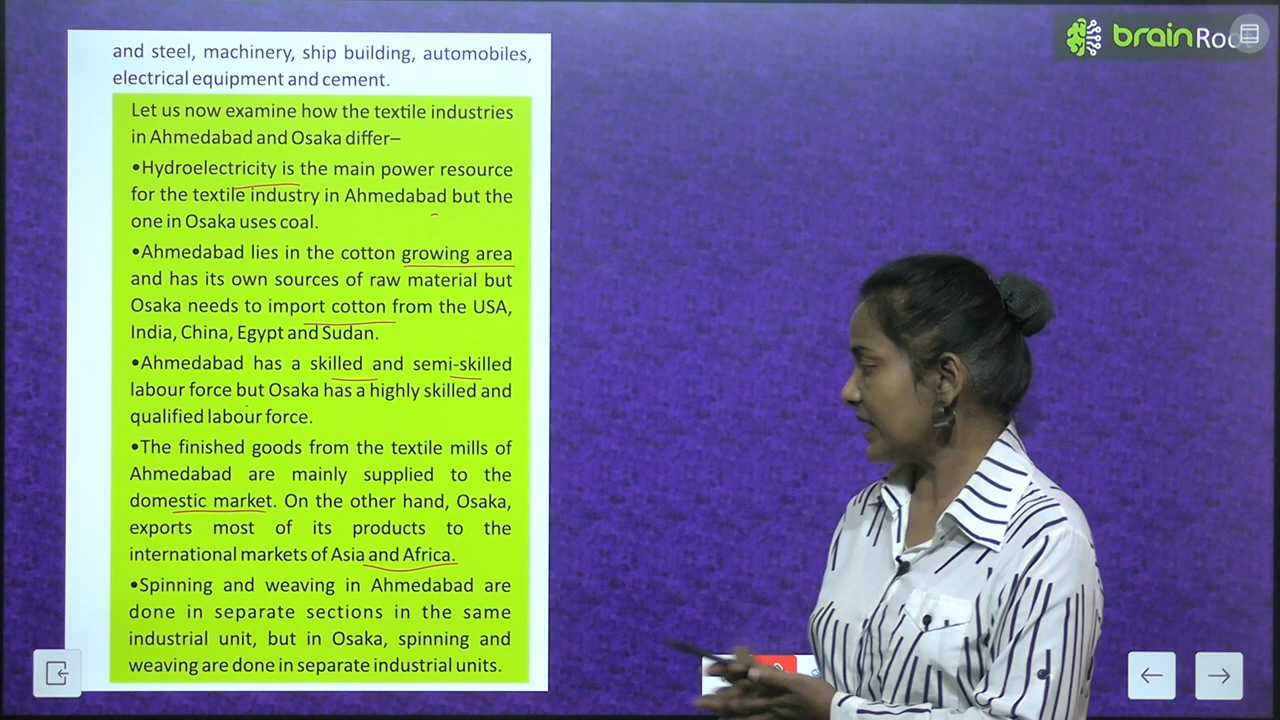 and steel, machinery, ship building, automobiles,
electrical equipment and cement.
Let us now examine how the textile industries
in Ahmedabad and Osaka differ–
•Hydroelectricity is the main power resource
for the textile industry in Ahmedabad but the
one in Osaka uses coal.
•Ahmedabad lies in the cotton growing area
and has its own sources of raw material but
Osaka needs to import cotton from the USA,
India, China, Egypt and Sudan.
•Ahmedabad has a skilled and semi-skilled
labour force but Osaka has a highly skilled and
qualified labour force.
•The finished goods from the textile mills of
Ahmedabad are mainly supplied to the
domestic market. On the other hand, Osaka,
exports most of its products to the
international markets of Asia and Africa.
•Spinning and weaving in Ahmedabad are
done in separate sections in the same
industrial unit, but in Osaka, spinning and
weaving are done in separate industrial units.
brain